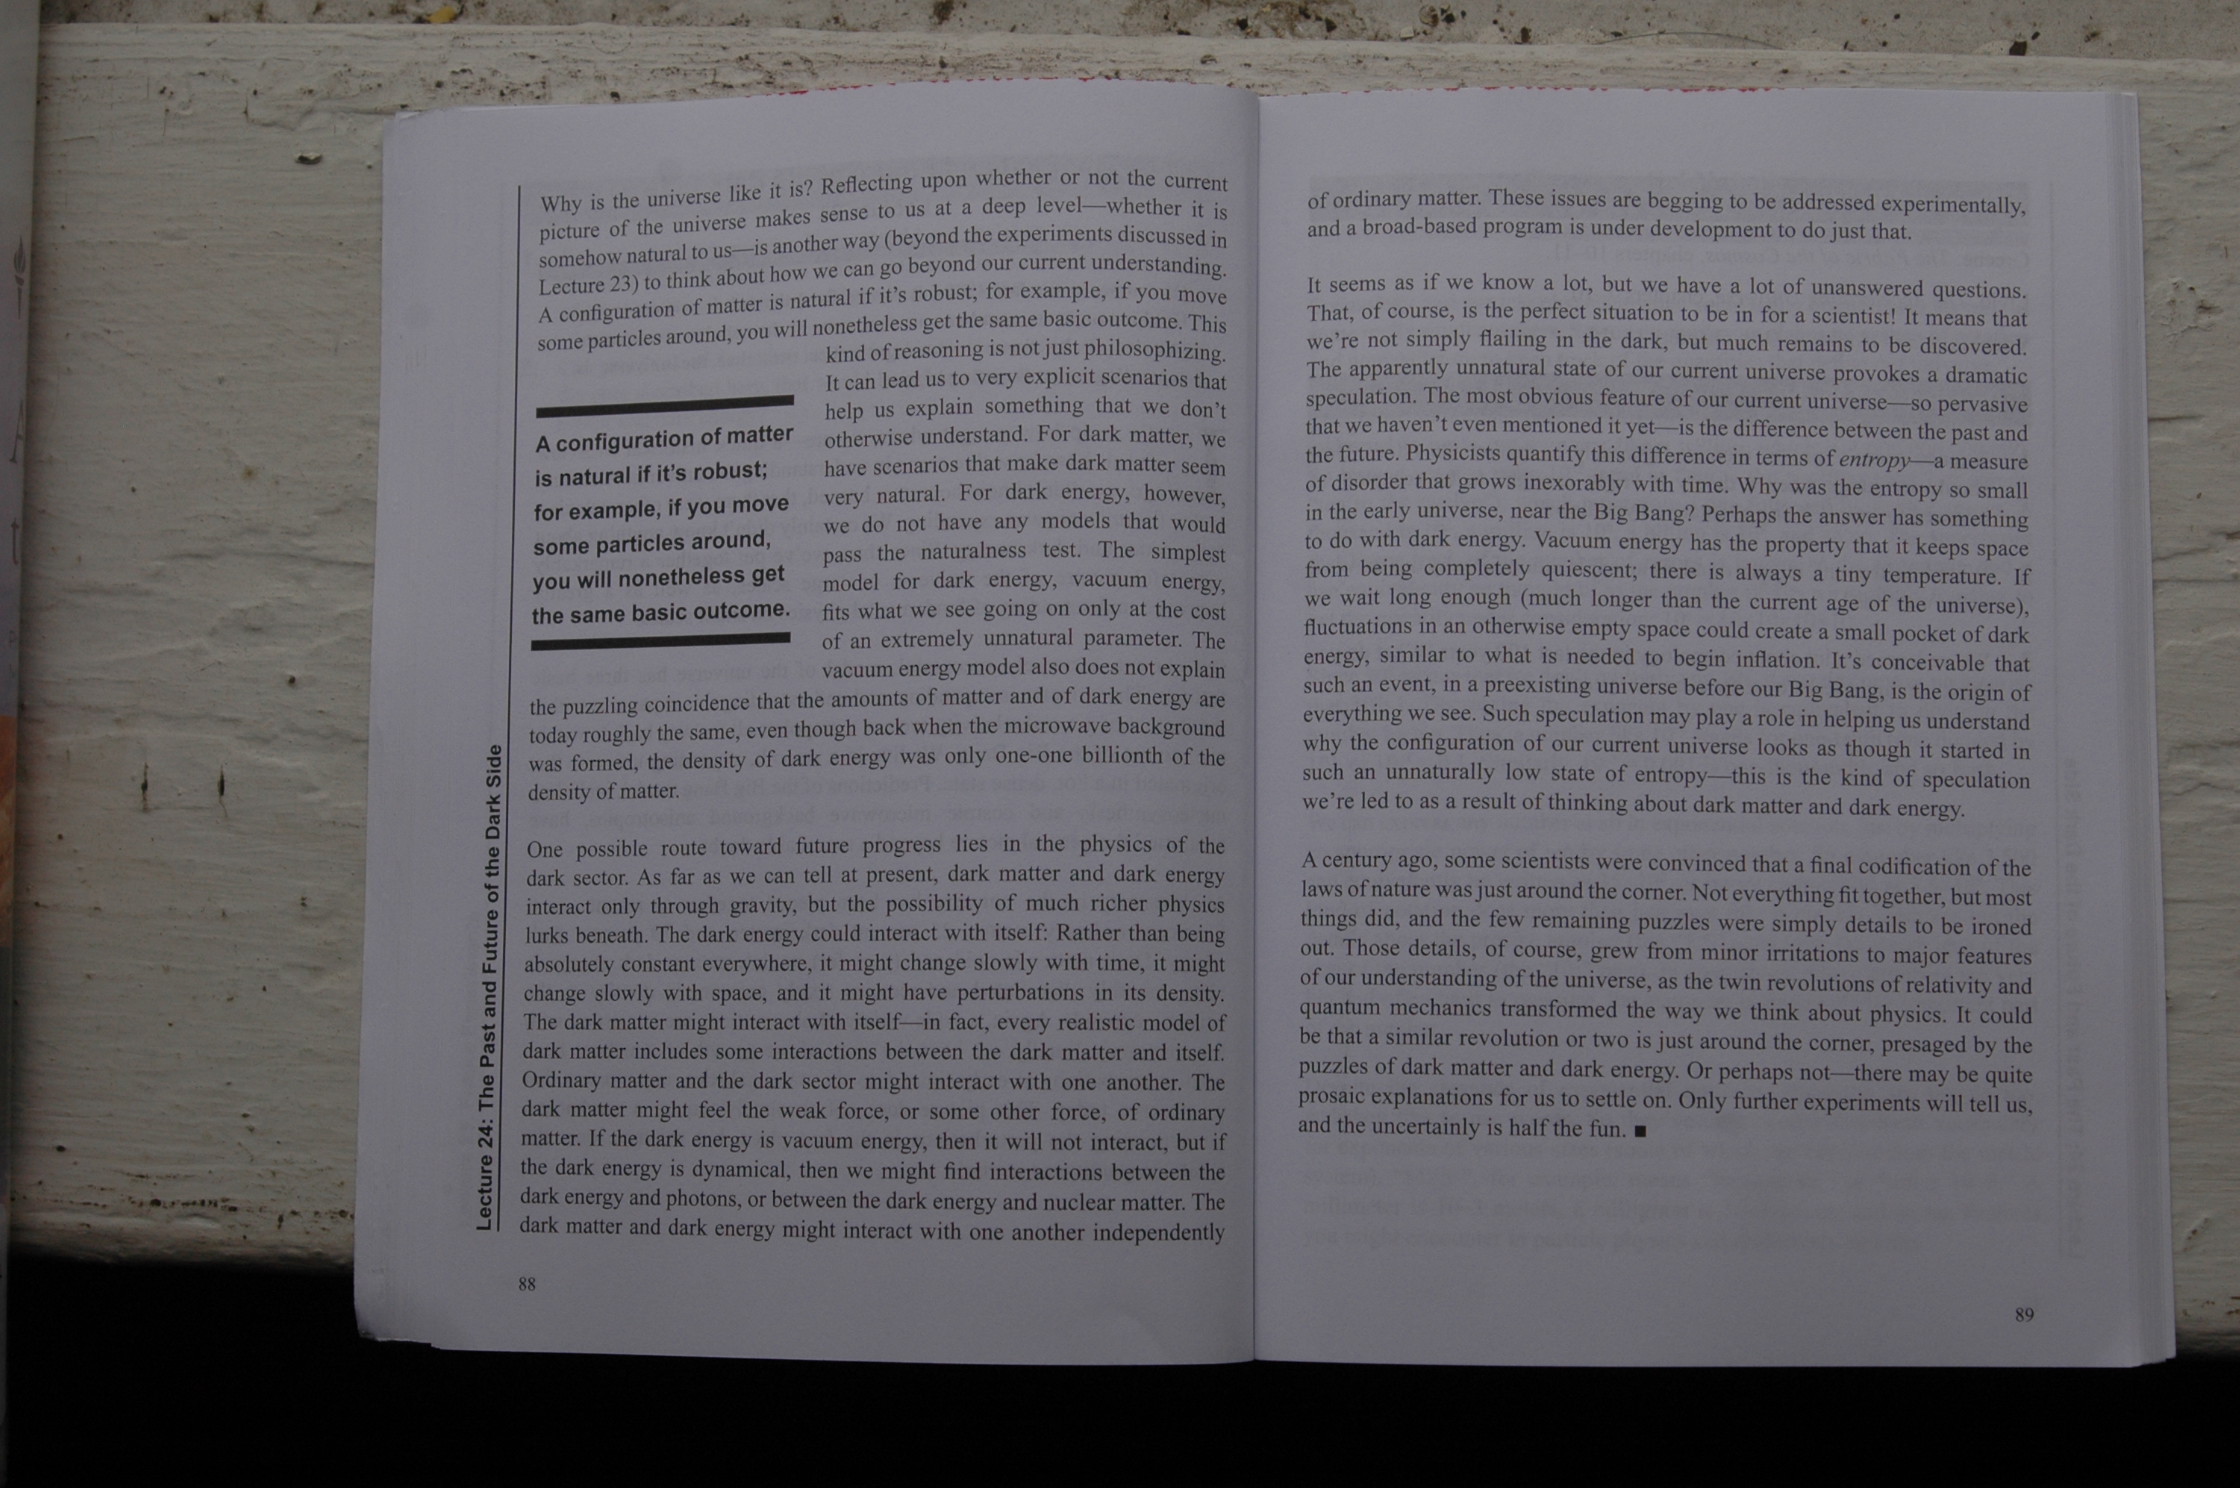 Why is the universe like it is? Reflecting upon whether or not the current
picture of the universe makes sense to us at a deep level—whether it is
somehow natural to us—is another way (beyond the experiments discussed in
Lecture 23) to think about how we can go beyond our current understanding.
A configuration of matter is natural if it's robust; for example, if you move
some particles around, you will nonetheless get the same basic outcome. This
kind of reasoning is not just philosophizing.
It can lead us to very explicit scenarios that
help us explain something that we don't
otherwise understand. For dark matter, we
have scenarios that make dark matter seem
very natural. For dark energy, however,
we do not have any models that would
pass the naturalness test. The simplest
model for dark energy, vacuum energy,
fits what we see going on only at the cost
of an extremely unnatural parameter. The
vacuum energy model also does not explain
the puzzling coincidence that the amounts of matter and of dark energy are
today roughly the same, even though back when the microwave background
was formed, the density of dark energy was only one-one billionth of the
density of matter.
A configuration of matter
is natural if it's robust;
for example, if you move
some particles around,
you will nonetheless get
the same basic outcome.
One possible route toward future progress lies in the physics of the
dark sector. As far as we can tell at present, dark matter and dark energy
interact only through gravity, but the possibility of much richer physics
lurks beneath. The dark energy could interact with itself: Rather than being
absolutely constant everywhere, it might change slowly with time, it might
change slowly with space, and it might have perturbations in its density.
The dark matter might interact with itself—in fact, every realistic model of
dark matter includes some interactions between the dark matter and itself.
Ordinary matter and the dark sector might interact with one another. The
dark matter might feel the weak force, or some other force, of ordinary
matter. If the dark energy is vacuum energy, then it will not interact, but if
the dark energy is dynamical, then we might find interactions between the
dark energy and photons, or between the dark energy and nuclear matter. The
dark matter and dark energy might interact with one another independently
Lecture 24: The Past and Future of the Dark Side
88
of ordinary matter. These issues are begging to be addressed experimentally,
and a broad-based program is under development to do just that.
It seems as if we know a lot, but we have a lot of unanswered questions.
That, of course, is the perfect situation to be in for a scientist! It means that
we're not simply flailing in the dark, but much remains to be discovered.
The apparently unnatural state of our current universe provokes a dramatic
speculation. The most obvious feature of our current universe—so pervasive
that we haven't even mentioned it yet—is the difference between the past and
the future. Physicists quantify this difference in terms of entropy—a measure
of disorder that grows inexorably with time. Why was the entropy so small
in the early universe, near the Big Bang? Perhaps the answer has something
to do with dark energy. Vacuum energy has the property that it keeps space
from being completely quiescent; there is always a tiny temperature. If
we wait long enough (much longer than the current age of the universe),
fluctuations in an otherwise empty space could create a small pocket of dark
energy, similar to what is needed to begin inflation. It's conceivable that
such an event, in a preexisting universe before our Big Bang, is the origin of
everything we see. Such speculation may play a role in helping us understand
why the configuration of our current universe looks as though it started in
such an unnaturally low state of entropy—this is the kind of speculation
we're led to as a result of thinking about dark matter and dark energy.
A century ago, some scientists were convinced that a final codification of the
laws of nature was just around the corner. Not everything fit together, but most
things did, and the few remaining puzzles were simply details to be ironed
out. Those details, of course, grew from minor irritations to major features
of our understanding of the universe, as the twin revolutions of relativity and
quantum mechanics transformed the way we think about physics. It could
be that a similar revolution or two is just around the corner, presaged by the
puzzles of dark matter and dark energy. Or perhaps not—there may be quite
prosaic explanations for us to settle on. Only further experiments will tell us,
and the uncertainly is half the fun. ■
89